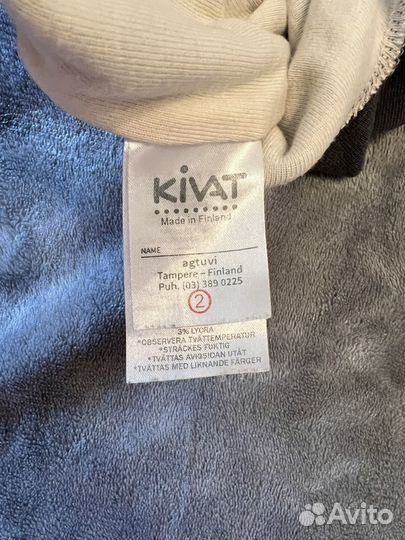 KIVAT
Made in Finland
NAME
agtuvi
Tampere – Finland
Puh. (03) 389 0225
2
3% LYCRA
*OBSERVERA TVÄTTEMPERATUR
*STRÄCKES FUKTIG
*TVÄTTAS AVIGSIDAN UTÅT
*TVÄTTAS MED LIKNANDE FÄRGER
Avito